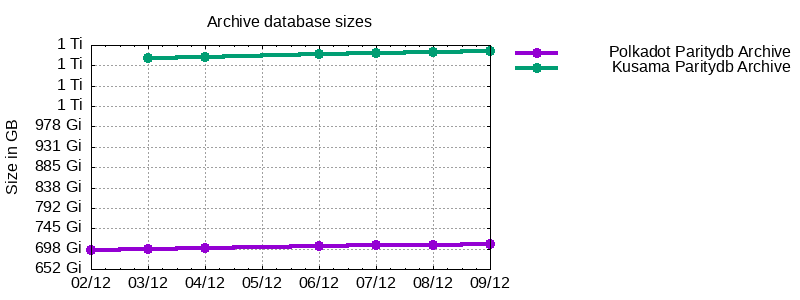 Archive database sizes
Polkadot Paritydb Archive
Kusama Paritydb Archive
Size in GB
1 Ti
1 Ti
1 Ti
1 Ti
978 Gi
931 Gi
885 Gi
838 Gi
792 Gi
745 Gi
698 Gi
652 Gi
02/12 03/12 04/12 05/12 06/12 07/12 08/12 09/12